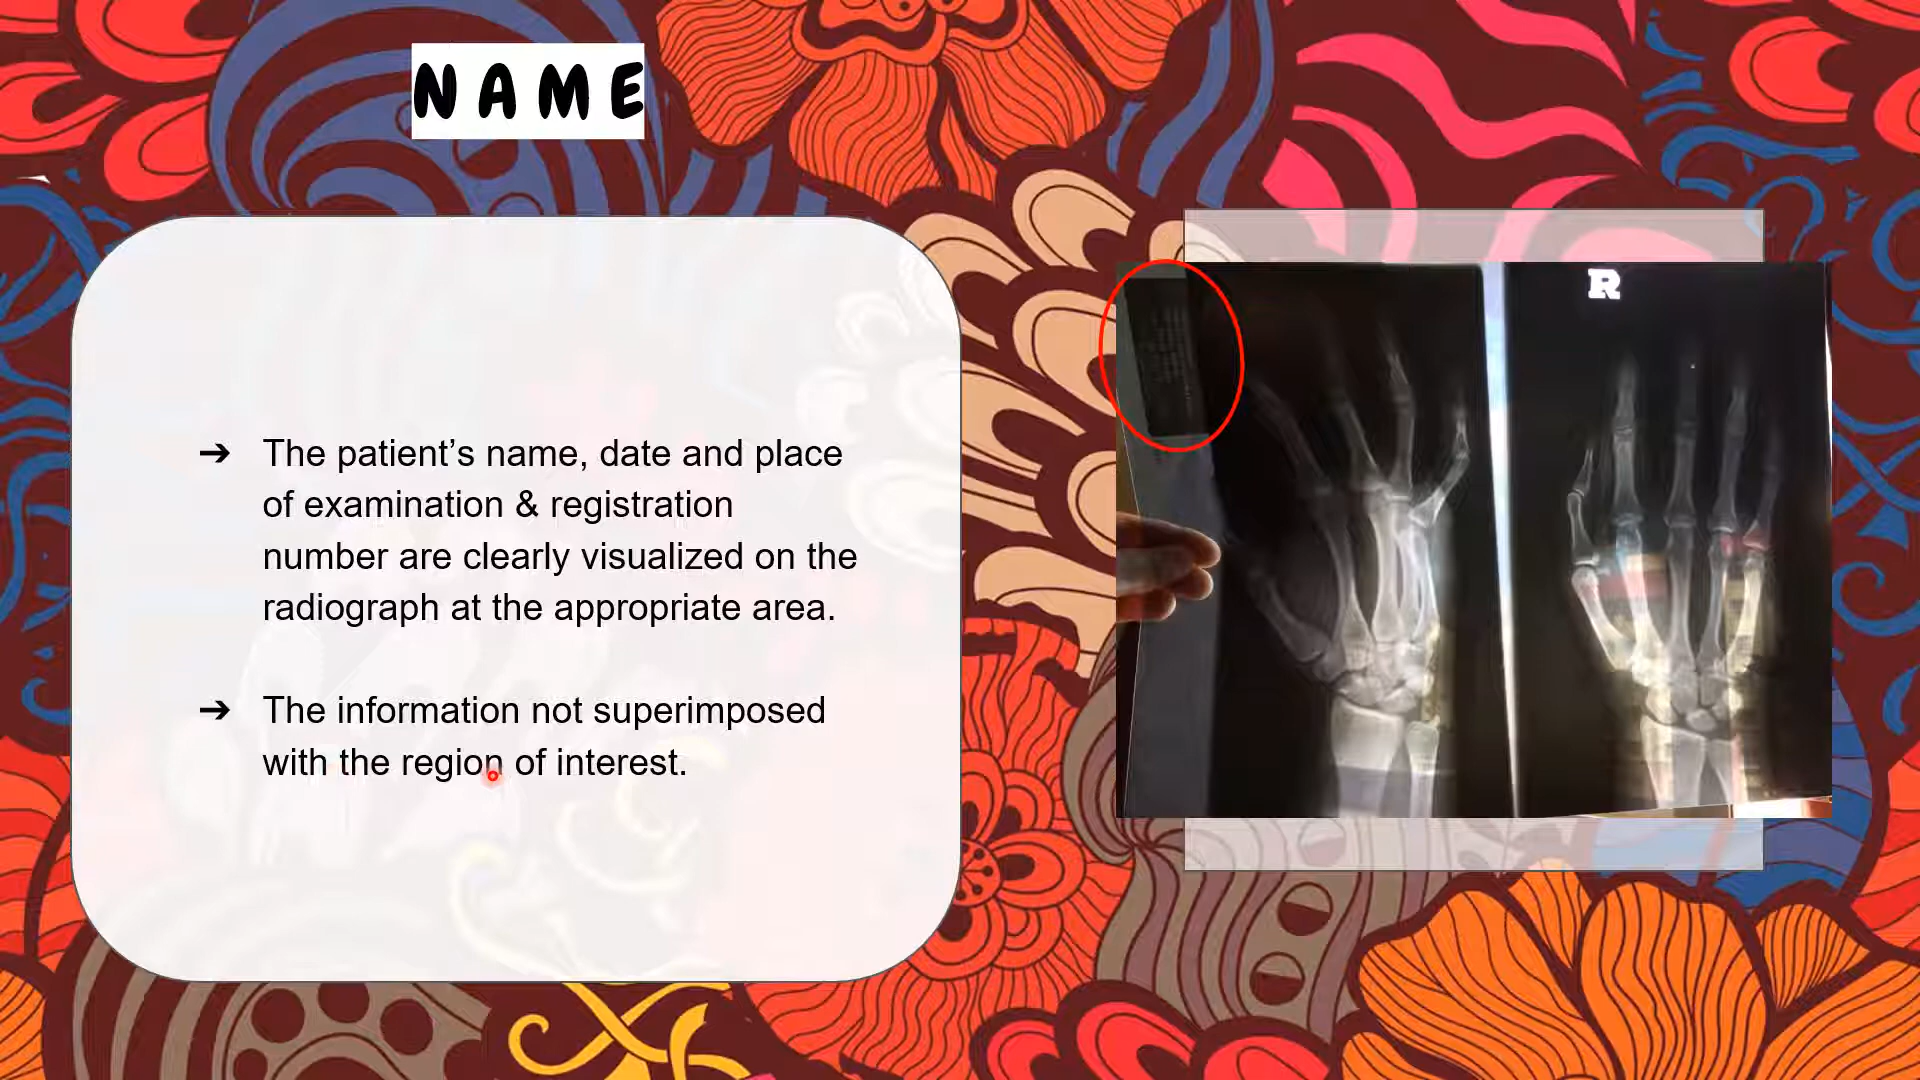 NAME
➔ The patient’s name, date and place
of examination & registration
number are clearly visualized on the
radiograph at the appropriate area.
➔ The information not superimposed
with the region of interest.
R